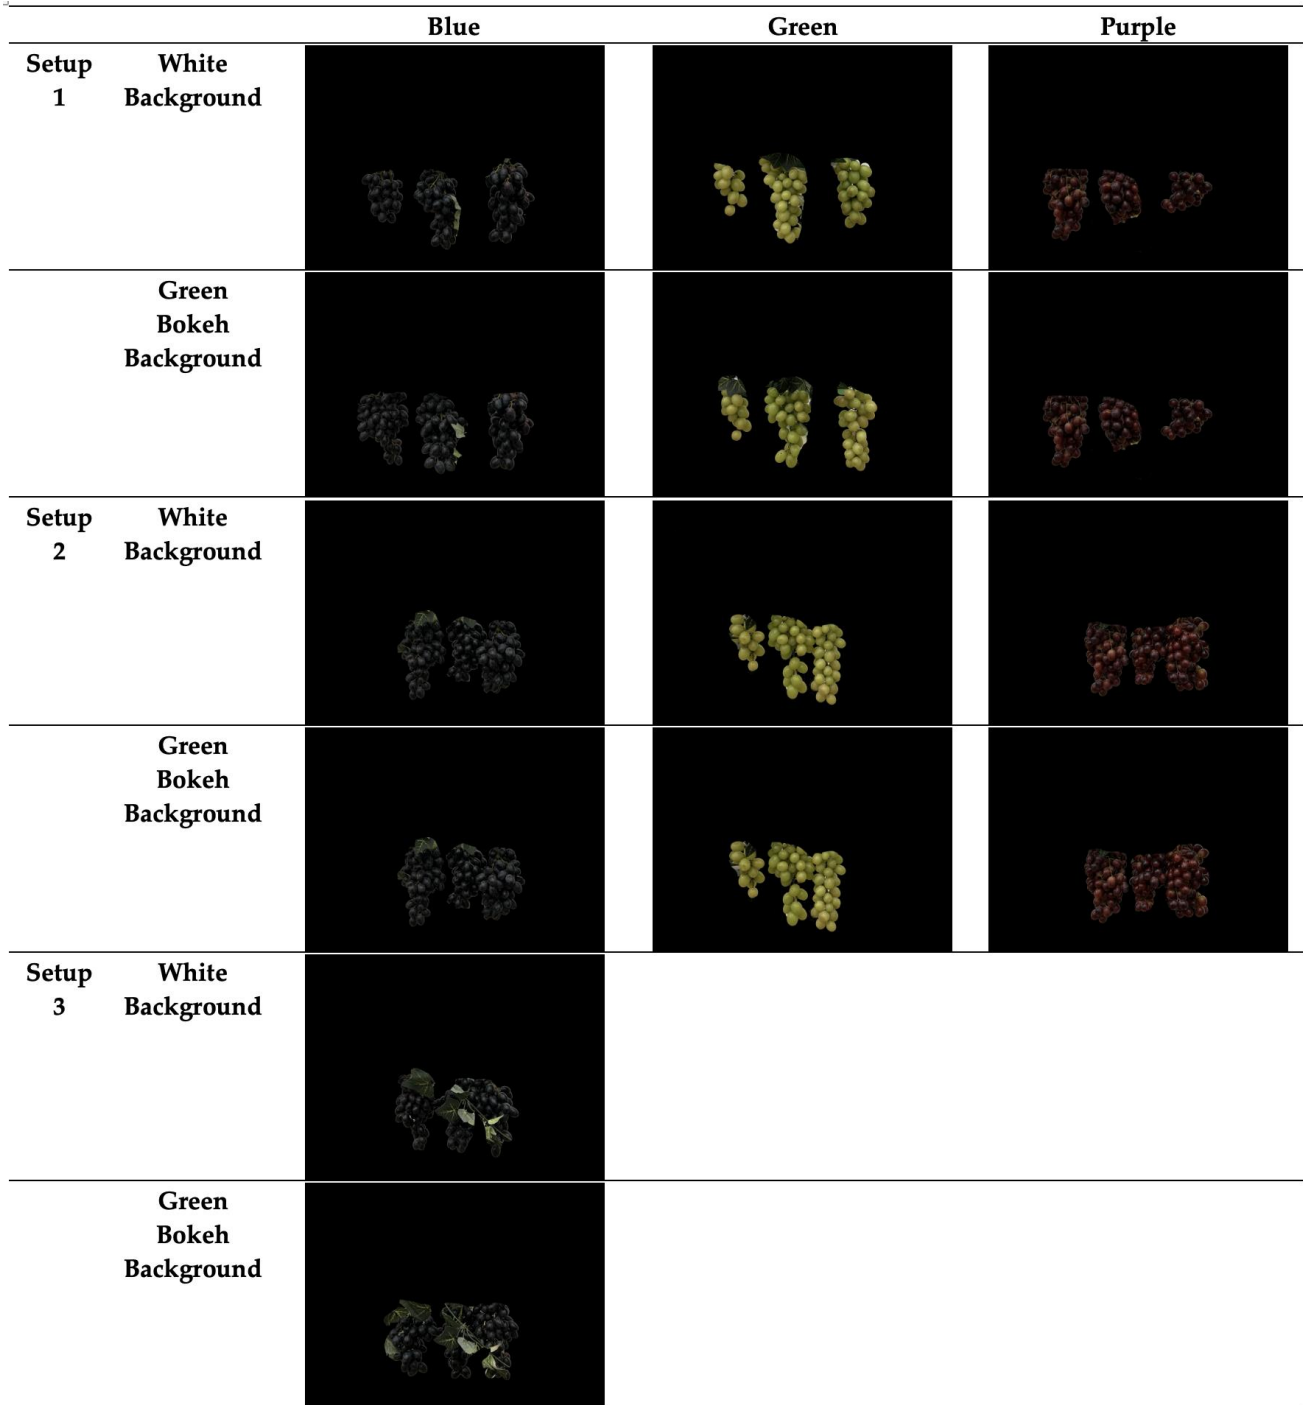 Blue Green Purple
Setup 1 White Background
Green Bokeh Background
Setup 2 White Background
Green Bokeh Background
Setup 3 White Background
Green Bokeh Background